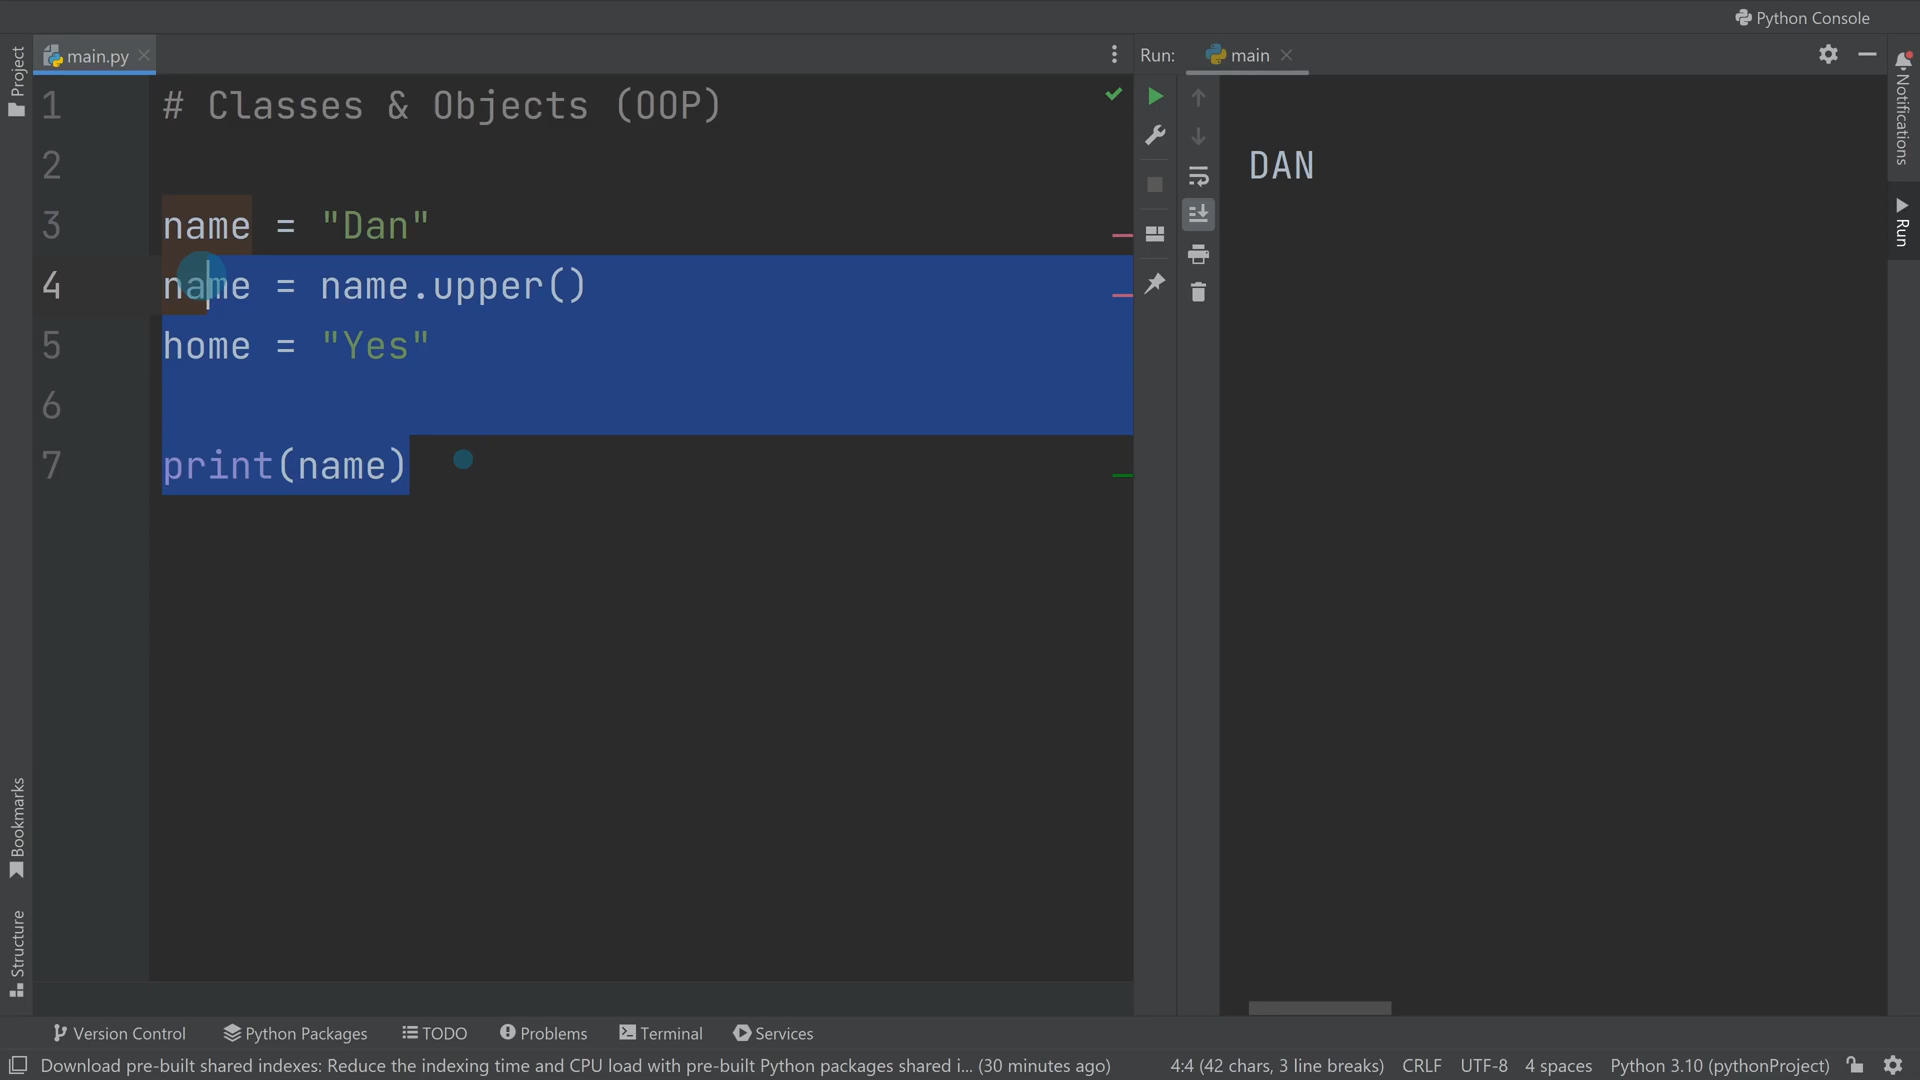 Python Console
Project
main.py
Run:
main
Notifications
Run
1 # Classes & Objects (OOP)
2
3 name = "Dan"
4 name = name.upper()
5 home = "Yes"
6
7 print(name)
DAN
Bookmarks
Structure
Version Control
Python Packages
TODO
Problems
Terminal
Services
Download pre-built shared indexes: Reduce the indexing time and CPU load with pre-built Python packages shared i... (30 minutes ago)
4:4 (42 chars, 3 line breaks)
CRLF
UTF-8
4 spaces
Python 3.10 (pythonProject)